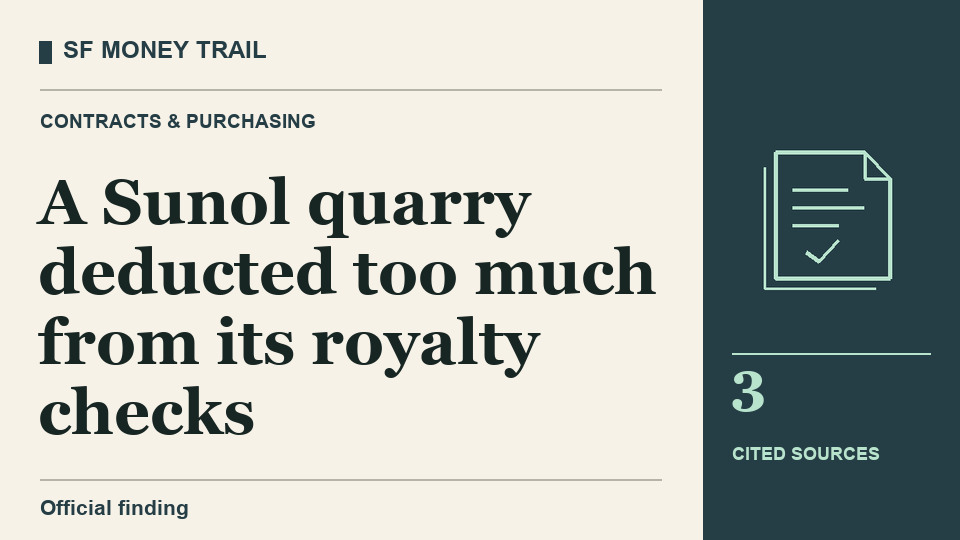 SF MONEY TRAIL
CONTRACTS & PURCHASING
A Sunol quarry
deducted too much
from its royalty
checks
Official finding
3
CITED SOURCES